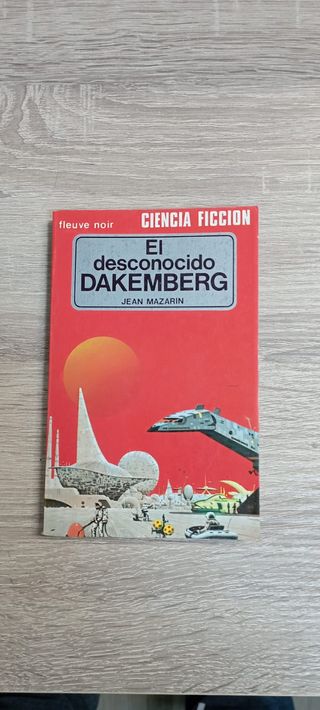 fleuve noir CIENCIA FICCION
El
desconocido
DAKEMBERG
JEAN MAZARIN